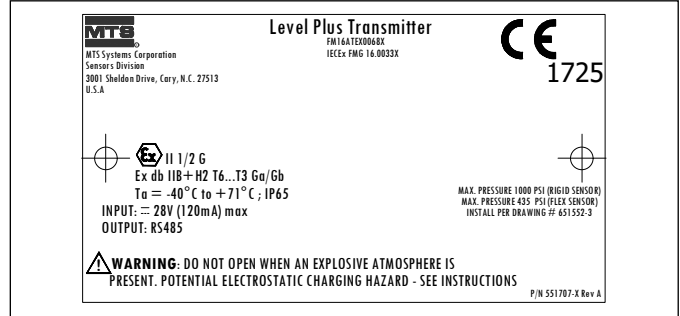 MTS
Level Plus Transmitter
FM16ATEX0068X
IECEx FMG 16.0033X
CE
1725
MTS Systems Corporation
Sensors Division
3001 Sheldon Drive, Cary, N.C. 27513
U.S.A
Ex II 1/2 G
Ex db IIB+H2 T6...T3 Ga/Gb
Ta = -40°C to +71°C ; IP65
INPUT: ⎓ 28V (120mA) max
OUTPUT: RS485
MAX. PRESSURE 1000 PSI (RIGID SENSOR)
MAX. PRESSURE 435 PSI (FLEX SENSOR)
INSTALL PER DRAWING # 651552-3
WARNING: DO NOT OPEN WHEN AN EXPLOSIVE ATMOSPHERE IS
PRESENT. POTENTIAL ELECTROSTATIC CHARGING HAZARD - SEE INSTRUCTIONS
P/N 551707-X Rev A